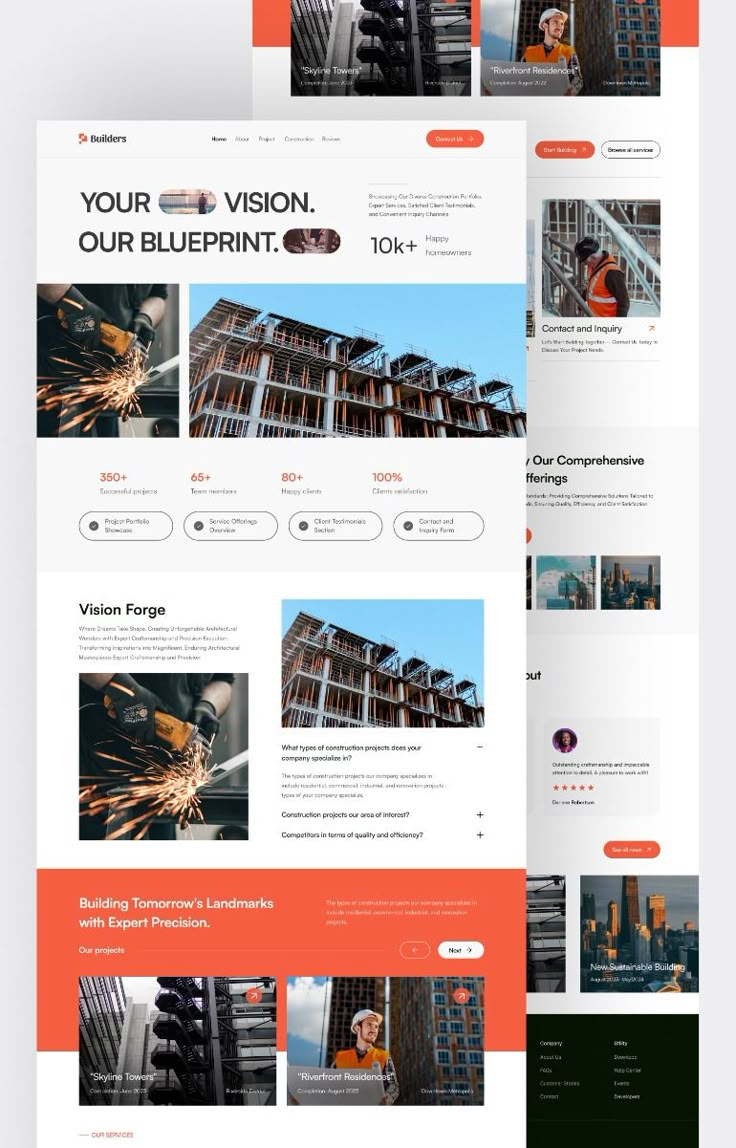 Builders
Home About Project Construction Reviews
Contact Us
YOUR VISION.
OUR BLUEPRINT.
Showcasing Our Diverse Construction Portfolio,
Expert Services, Satisfied Client Testimonials,
and Convenient Inquiry Channels
10k+ Happy
homeowners
350+
Successful projects
65+
Team members
80+
Happy clients
100%
Clients satisfaction
Project Portfolio
Showcase
Service Offerings
Overview
Client Testimonials
Section
Contact and
Inquiry Form
Vision Forge
Where Dreams Take Shape, Creating Unforgettable Architectural
Wonders with Expert Craftsmanship and Precision Execution.
Transforming Inspirations into Magnificent, Enduring Architectural
Masterpieces Expert Craftsmanship and Precision
What types of construction projects does your
company specialize in?
The types of construction projects our company specializes in
include residential, commercial, industrial, and renovation projects.
types of your company specialize.
Construction projects our area of interest?
Competitors in terms of quality and efficiency?
Building Tomorrow's Landmarks
with Expert Precision.
The types of construction projects our company specializes in
include residential, commercial, industrial, and renovation
projects.
Our projects
Next
"Skyline Towers"
Completion: June 2023
Riverside District
"Riverfront Residences"
Completion: August 2022
Downtown Metropolis
OUR SERVICES
"Skyline Towers"
Completion: June 2023
Riverside District
"Riverfront Residences"
Completion: August 2022
Downtown Metropolis
Start Building
Browse all services
Contact and Inquiry
Let's Start Building Together – Contact Us Today to
Discuss Your Project Needs.
y Our Comprehensive
fferings
tandards: Providing Comprehensive Solutions Tailored to
ds, Ensuring Quality, Efficiency, and Client Satisfaction
out
Outstanding craftsmanship and impeccable
attention to detail. A pleasure to work with!
Robertson
See all news
New Sustainable Building
August 2023- May 2024
Company
About Us
FAQs
Customer Stories
Contact
Utility
Download
Help Center
Events
Developers